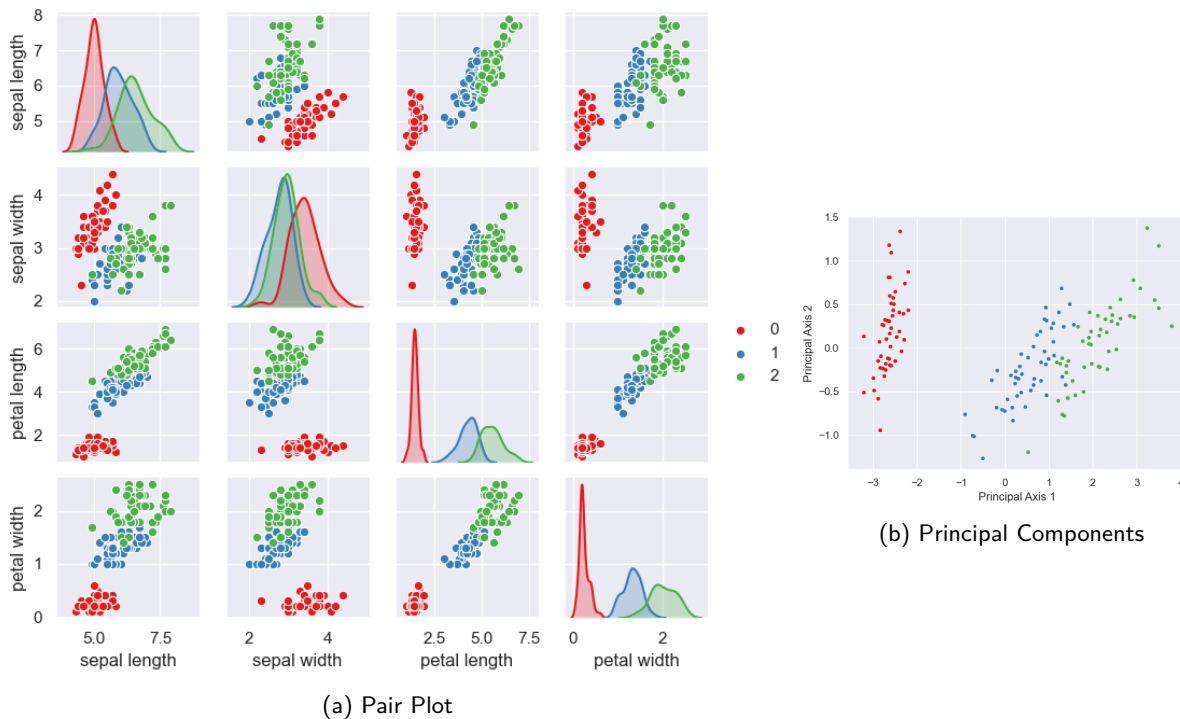 8
7
6
5
sepal length
4
3
2
sepal width
6
4
2
petal length
2
1
0
petal width
5.0 7.5
2 4
2.5 5.0 7.5
0 2
sepal length
sepal width
petal length
petal width
0
1
2
(a) Pair Plot
1.5
1.0
0.5
0.0
−0.5
−1.0
Principal Axis 2
−3 −2 −1 0 1 2 3 4
Principal Axis 1
(b) Principal Components